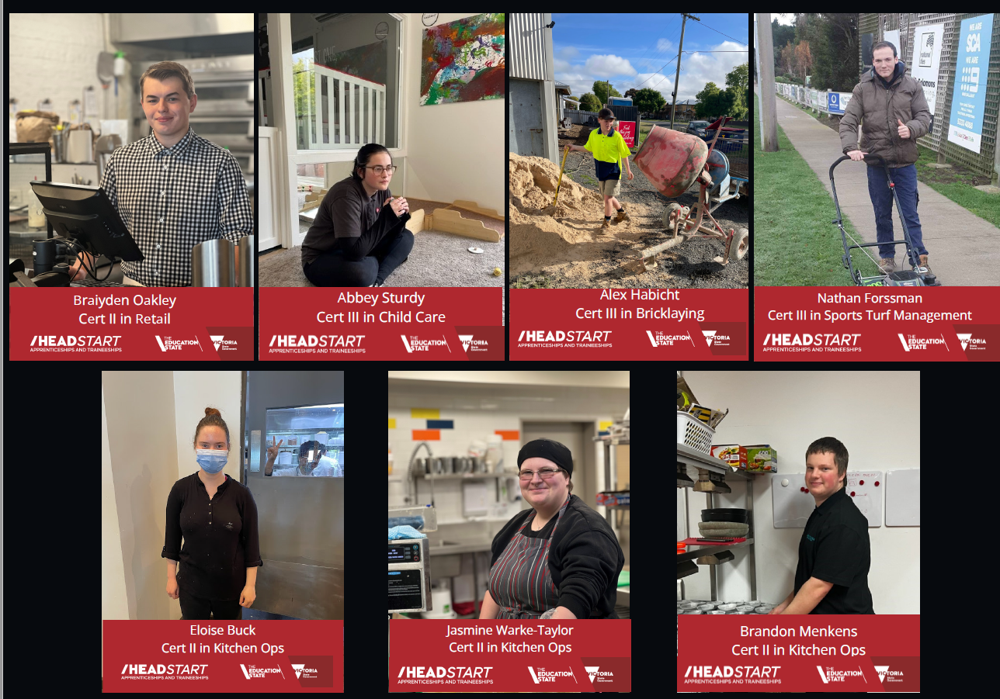 Braiyden Oakley
Cert II in Retail
/HEADSTART
APPRENTICESHIPS AND TRAINEESHIPS
THE
EDUCATION
STATE
VICTORIA
State
Government
Abbey Sturdy
Cert III in Child Care
/HEADSTART
APPRENTICESHIPS AND TRAINEESHIPS
THE
EDUCATION
STATE
VICTORIA
State
Government
Alex Habicht
Cert III in Bricklaying
/HEADSTART
APPRENTICESHIPS AND TRAINEESHIPS
THE
EDUCATION
STATE
VICTORIA
State
Government
WE ARE
SCA
WE ARE
9
Nathan Forssman
Cert III in Sports Turf Management
/HEADSTART
APPRENTICESHIPS AND TRAINEESHIPS
THE
EDUCATION
STATE
VICTORIA
State
Government
Eloise Buck
Cert II in Kitchen Ops
/HEADSTART
APPRENTICESHIPS AND TRAINEESHIPS
THE
EDUCATION
STATE
VICTORIA
State
Government
Jasmine Warke-Taylor
Cert II in Kitchen Ops
/HEADSTART
APPRENTICESHIPS AND TRAINEESHIPS
THE
EDUCATION
STATE
VICTORIA
State
Government
Brandon Menkens
Cert II in Kitchen Ops
/HEADSTART
APPRENTICESHIPS AND TRAINEESHIPS
THE
EDUCATION
STATE
VICTORIA
State
Government